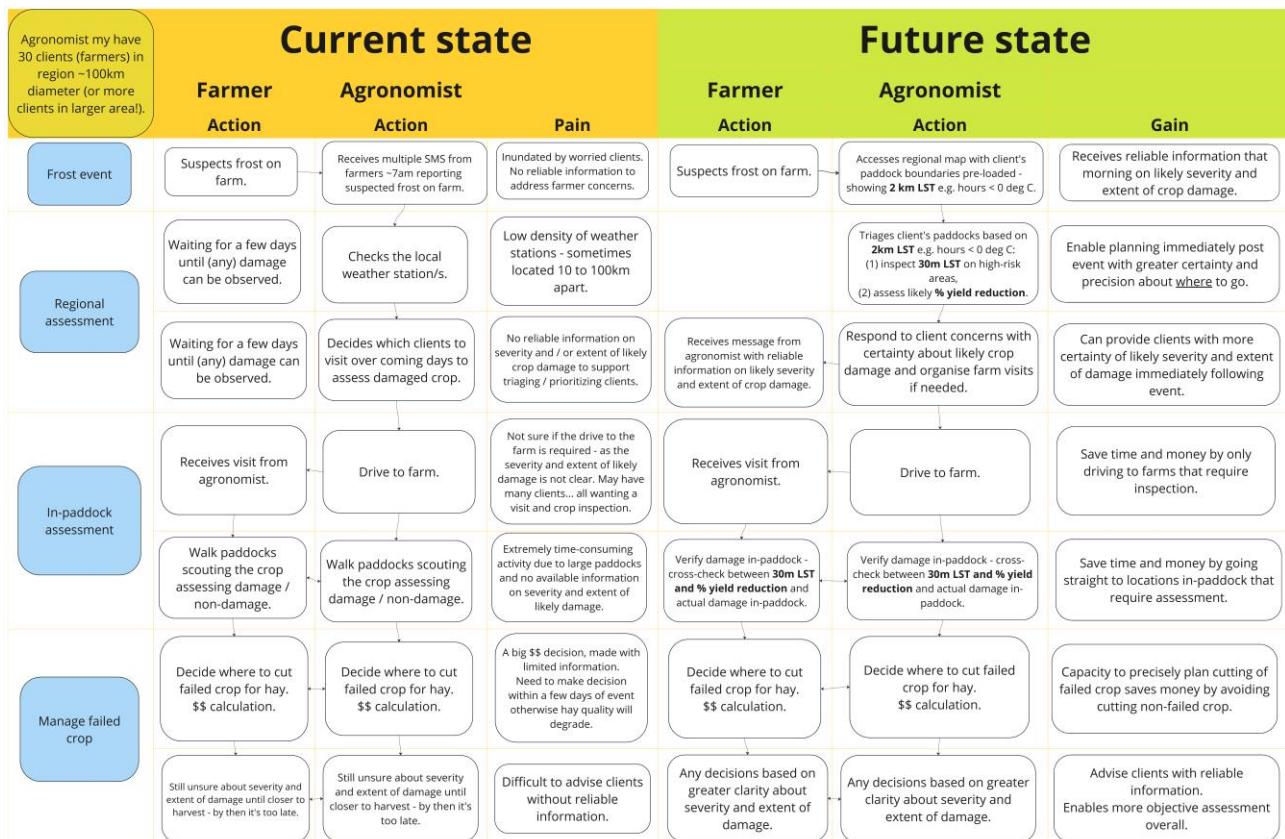 Agronomist my have
30 clients (farmers) in
region ~100km
diameter (or more
clients in larger area!).
Current state
Future state
Farmer
Agronomist
Farmer
Agronomist
Action
Action
Pain
Action
Action
Gain
Frost event
Suspects frost on
farm.
Receives multiple SMS from
farmers ~7am reporting
suspected frost on farm.
Inundated by worried clients.
No reliable information to
address farmer concerns.
Suspects frost on farm.
Accesses regional map with client's
paddock boundaries pre-loaded -
showing 2 km LST e.g. hours < 0 deg C.
Receives reliable information that
morning on likely severity and
extent of crop damage.
Regional
assessment
Waiting for a few days
until (any) damage
can be observed.
Checks the local
weather station/s.
Low density of weather
stations - sometimes
located 10 to 100km
apart.
Triages client's paddocks based on
2km LST e.g. hours < 0 deg C:
(1) inspect 30m LST on high-risk
areas,
(2) assess likely % yield reduction.
Enable planning immediately post
event with greater certainty and
precision about where to go.
Waiting for a few days
until (any) damage can
be observed.
Decides which clients to
visit over coming days to
assess damaged crop.
No reliable information on
severity and / or extent of likely
crop damage to support
triaging / prioritizing clients.
Receives message from
agronomist with reliable
information on likely severity
and extent of crop damage.
Respond to client concerns with
certainty about likely crop
damage and organise farm visits
if needed.
Can provide clients with more
certainty of likely severity and extent
of damage immediately following
event.
In-paddock
assessment
Receives visit from
agronomist.
Drive to farm.
Not sure if the drive to the
farm is required - as the
severity and extent of likely
damage is not clear. May have
many clients... all wanting a
visit and crop inspection.
Receives visit from
agronomist.
Drive to farm.
Save time and money by only
driving to farms that require
inspection.
Walk paddocks
scouting the crop
assessing damage /
non-damage.
Walk paddocks scouting
the crop assessing
damage / non-damage.
Extremely time-consuming
activity due to large paddocks
and no available information
on severity and extent of
likely damage.
Verify damage in-paddock -
cross-check between 30m LST
and % yield reduction and
actual damage in-paddock.
Verify damage in-paddock - cross-
check between 30m LST and % yield
reduction and actual damage in-
paddock.
Save time and money by going
straight to locations in-paddock that
require assessment.
Manage failed
crop
Decide where to cut
failed crop for hay.
$$ calculation.
Decide where to cut
failed crop for hay.
$$ calculation.
A big $$ decision, made with
limited information.
Need to make decision
within a few days of event
otherwise hay quality will
degrade.
Decide where to cut
failed crop for hay.
$$ calculation.
Decide where to cut failed
crop for hay.
$$ calculation.
Capacity to precisely plan cutting of
failed crop saves money by avoiding
cutting non-failed crop.
Still unsure about severity and
extent of damage until closer to
harvest - by then it's too late.
Still unsure about severity
and extent of damage until
closer to harvest - by then it's
too late.
Difficult to advise clients
without reliable
information.
Any decisions based on
greater clarity about
severity and extent of
damage.
Any decisions based on greater
clarity about severity and
extent of damage.
Advise clients with reliable
information.
Enables more objective assessment
overall.